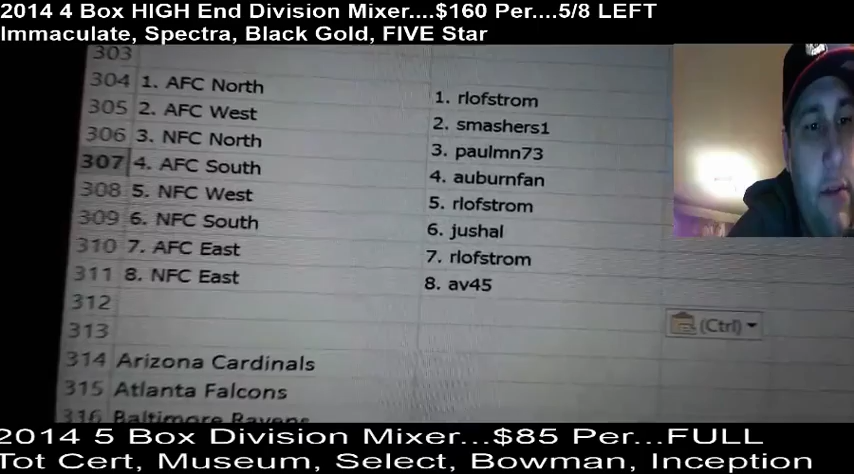 2014 4 Box HIGH End Division Mixer....$160 Per....5/8 LEFT
Immaculate, Spectra, Black Gold, FIVE Star
303
304 1. AFC North 1. rlofstrom
305 2. AFC West 2. smashers1
306 3. NFC North 3. paulmn73
307 4. AFC South 4. auburnfan
308 5. NFC West 5. rlofstrom
309 6. NFC South 6. jushal
310 7. AFC East 7. rlofstrom
311 8. NFC East 8. av45
312
(Ctrl)
313
314 Arizona Cardinals
315 Atlanta Falcons
316 Baltimore Ravens
2014 5 Box Division Mixer...$85 Per...FULL
Tot Cert, Museum, Select, Bowman, Inception